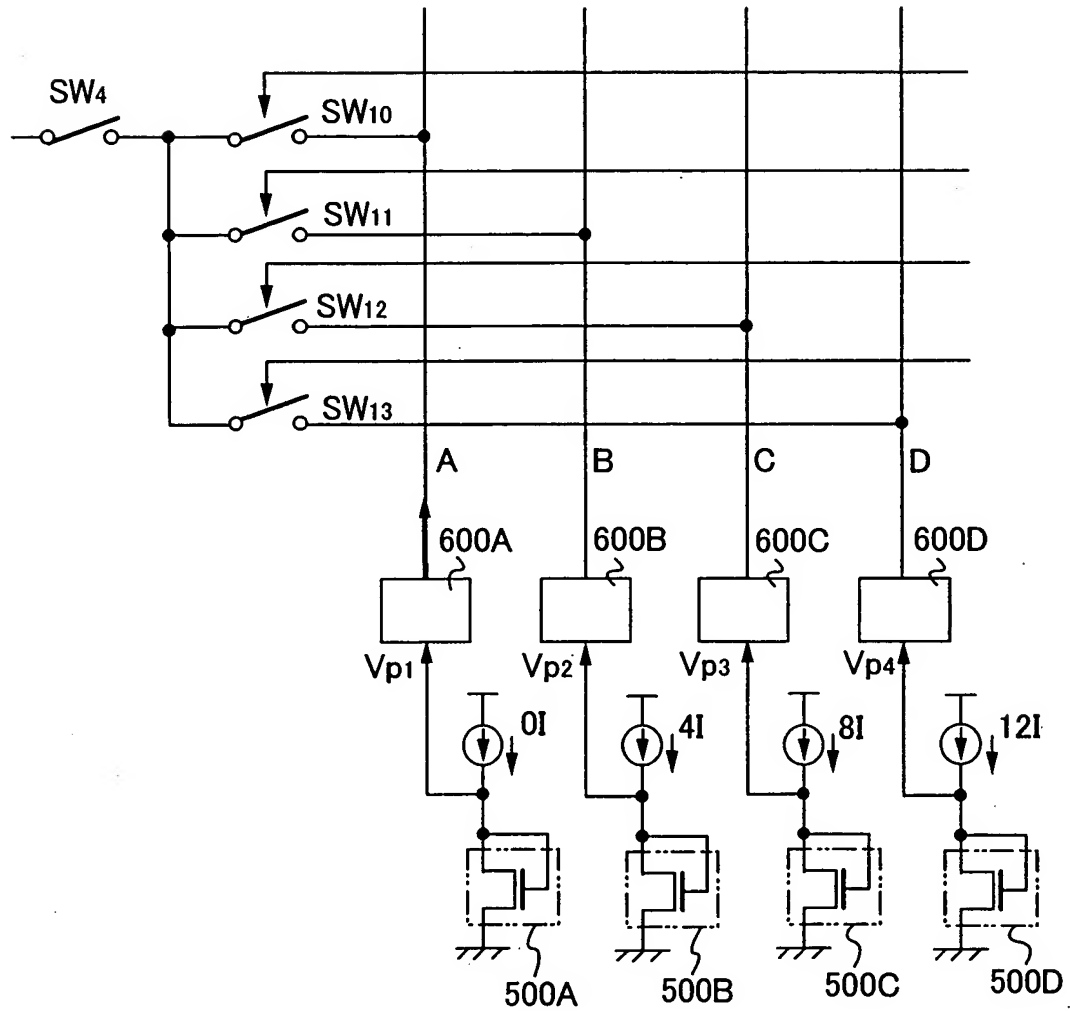 SW4
SW10
SW11
SW12
SW13
A B C D
600A 600B 600C 600D
Vp1 Vp2 Vp3 Vp4
0I 4I 8I 12I
500A 500B 500C 500D